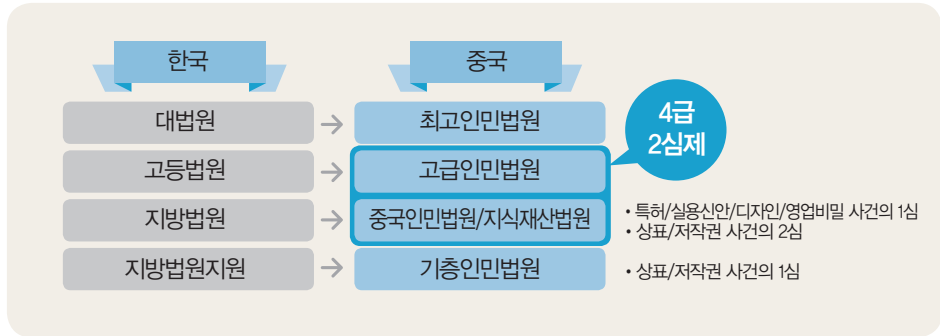 한국
중국
대법원
최고인민법원
4급
2심제
고등법원
고급인민법원
지방법원
중국인민법원/지식재산법원
• 특허/실용신안/디자인/영업비밀 사건의 1심
• 상표/저작권 사건의 2심
지방법원지원
기층인민법원
• 상표/저작권 사건의 1심